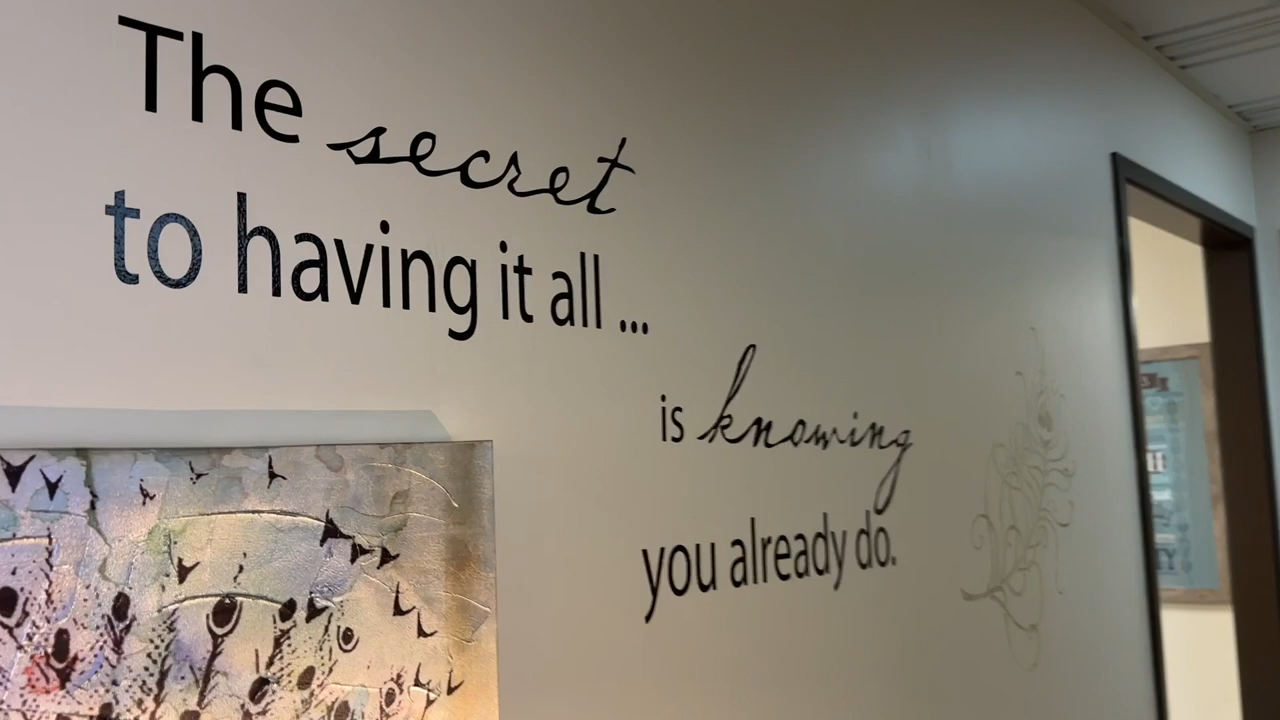 The secret
to having it all ...
is knowing
you already do.